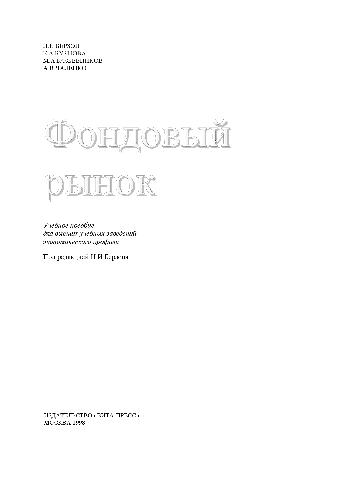 Н.И. БЕРЗОН
Е.А. БУЯНОВА
М.А. КОЖЕВНИКОВ
А.В. ЧАЛЕНКО
Фондовый
рынок
Учебное пособие
для высших учебных заведений
экономического профиля
Под редакцией Н.И. Берзона
ИЗДАТЕЛЬСТВО «ВИТА-ПРЕСС»
МОСКВА 1998